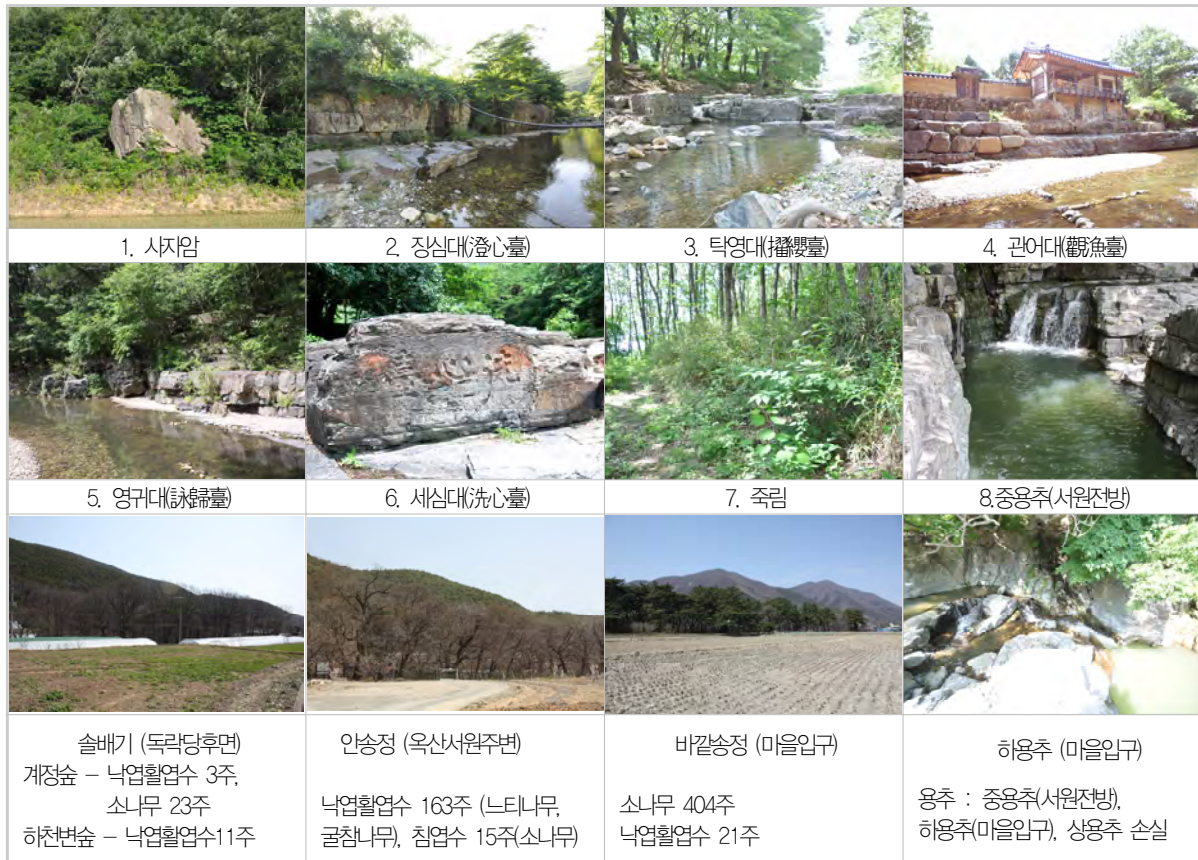 1. 사자암
2. 징심대(澄心臺)
3. 탁영대(擢纓臺)
4. 관어대(觀漁臺)
5. 영귀대(詠歸臺)
6. 세심대(洗心臺)
7. 죽림
8.중용추(서원전방)
솔배기 (독락당후면)
계정숲 - 낙엽활엽수 3주,
소나무 23주
하천변숲 - 낙엽활엽수11주
안송정 (옥산서원주변)
낙엽활엽수 163주 (느티나무,
굴참나무), 침엽수 15주(소나무)
바깥송정 (마을입구)
소나무 404주
낙엽활엽수 21주
하용추 (마을입구)
용추 : 중용추(서원전방),
하용추(마을입구), 상용추 손실